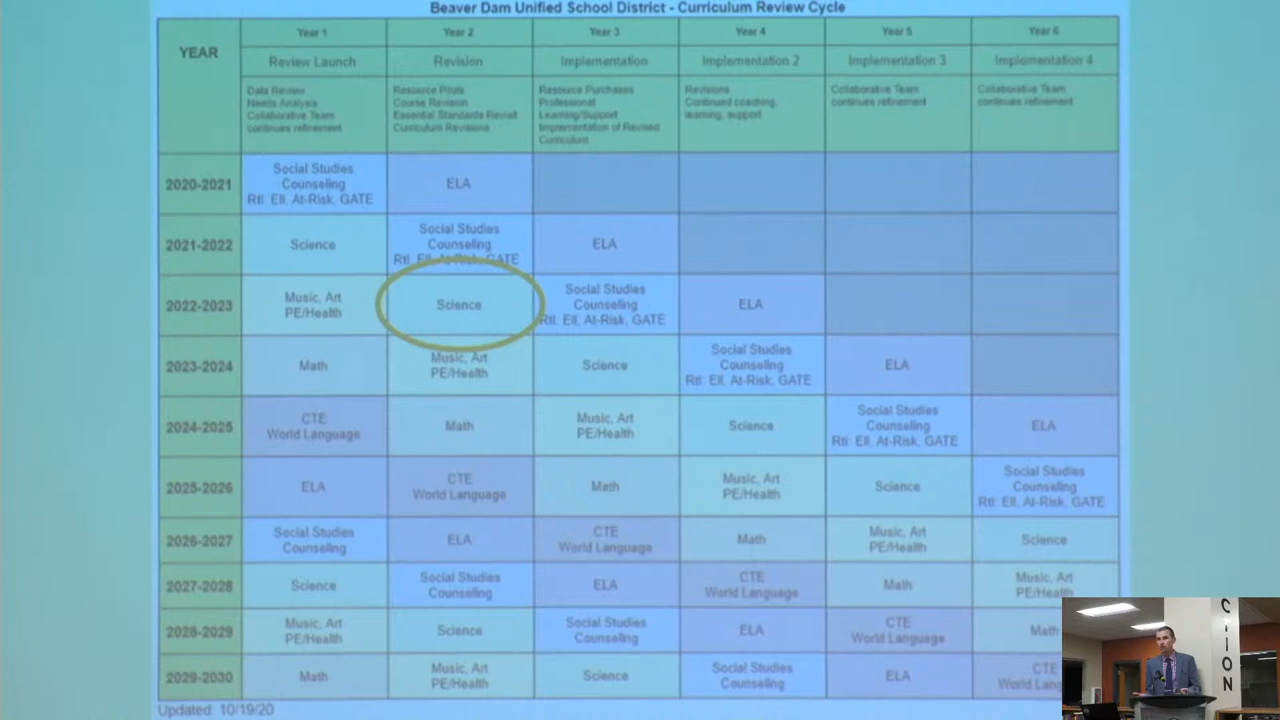 Beaver Dam Unified School District - Curriculum Review Cycle
YEAR
Year 1
Year 2
Year 3
Year 4
Year 5
Year 6
Review Launch
Revision
Implementation
Implementation 2
Implementation 3
Implementation 4
Data Review
Needs Analysis
Collaborative Team
continues refinement
Resource Pilots
Course Revision
Essential Standards Revisit
Curriculum Revisions
Resource Purchases
Professional
Learning/Support
Implementation of Revised
Curriculum
Revisions
Continued coaching,
learning, support
Collaborative Team
continues refinement
Collaborative Team
continues refinement
2020-2021
Social Studies
Counseling
RtI: Ell, At-Risk, GATE
ELA
2021-2022
Science
Social Studies
Counseling
RtI: Ell, At-Risk, GATE
ELA
2022-2023
Music, Art
PE/Health
Science
Social Studies
Counseling
RtI: Ell, At-Risk, GATE
ELA
2023-2024
Math
Music, Art
PE/Health
Science
Social Studies
Counseling
RtI: Ell, At-Risk, GATE
ELA
2024-2025
CTE
World Language
Math
Music, Art
PE/Health
Science
Social Studies
Counseling
RtI: Ell, At-Risk, GATE
ELA
2025-2026
ELA
CTE
World Language
Math
Music, Art
PE/Health
Science
Social Studies
Counseling
RtI: Ell, At-Risk, GATE
2026-2027
Social Studies
Counseling
ELA
CTE
World Language
Math
Music, Art
PE/Health
Science
2027-2028
Science
Social Studies
Counseling
ELA
CTE
World Language
Math
Music, Art
PE/Health
2028-2029
Music, Art
PE/Health
Science
Social Studies
Counseling
ELA
CTE
World Language
Math
2029-2030
Math
Music, Art
PE/Health
Science
Social Studies
Counseling
ELA
CTE
World
Updated: 10/19/20